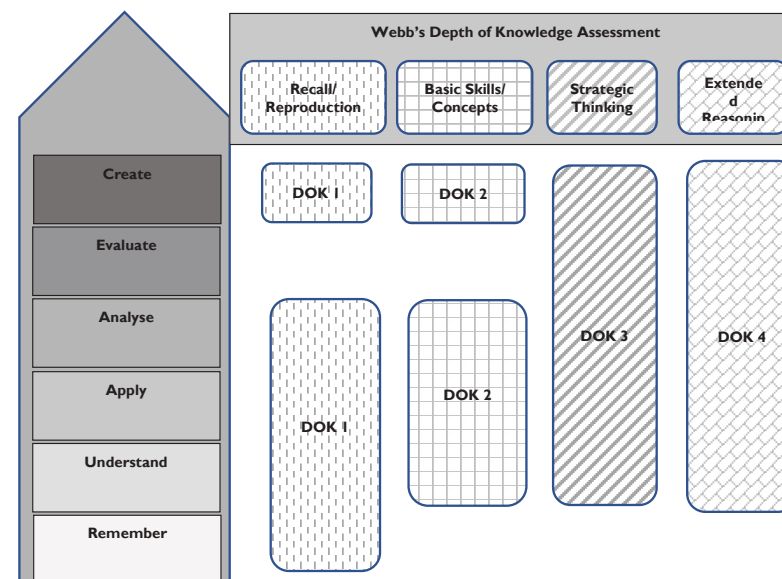 Webb's Depth of Knowledge Assessment
Recall/
Reproduction
Basic Skills/
Concepts
Strategic
Thinking
Extende
d
Reasonin
Create
DOK 1
DOK 2
Evaluate
Analyse
DOK 3
DOK 4
Apply
DOK 2
DOK 1
Understand
Remember